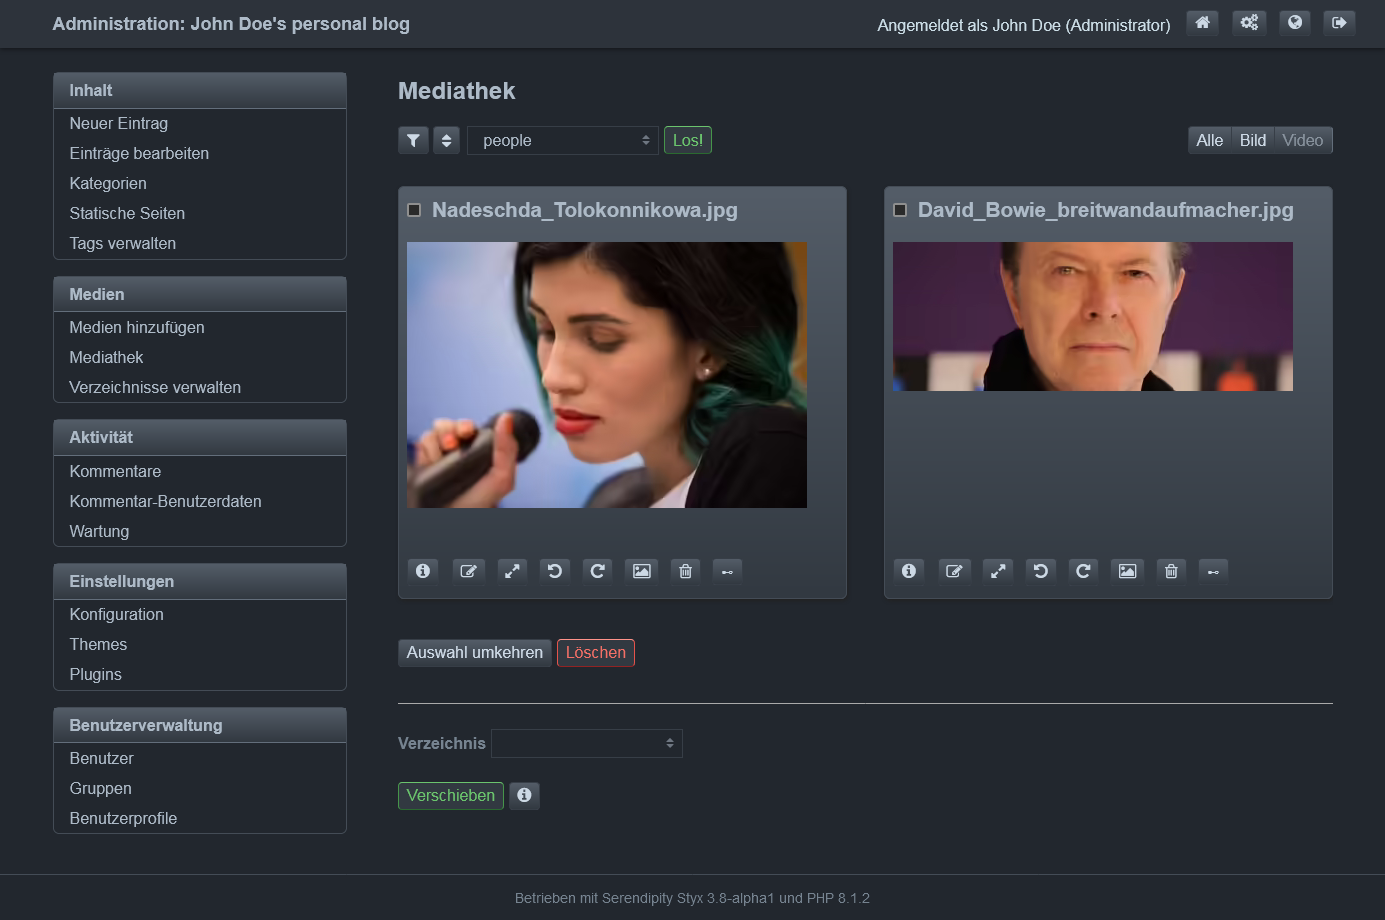 Administration: John Doe's personal blog
Angemeldet als John Doe (Administrator)
Inhalt
Neuer Eintrag
Einträge bearbeiten
Kategorien
Statische Seiten
Tags verwalten
Medien
Medien hinzufügen
Mediathek
Verzeichnisse verwalten
Aktivität
Kommentare
Kommentar-Benutzerdaten
Wartung
Einstellungen
Konfiguration
Themes
Plugins
Benutzerverwaltung
Benutzer
Gruppen
Benutzerprofile
Mediathek
people Los! Alle Bild Video
Nadeschda_Tolokonnikowa.jpg
David_Bowie_breitwandaufmacher.jpg
Auswahl umkehren Löschen
Verzeichnis
Verschieben
Betrieben mit Serendipity Styx 3.8-alpha1 und PHP 8.1.2